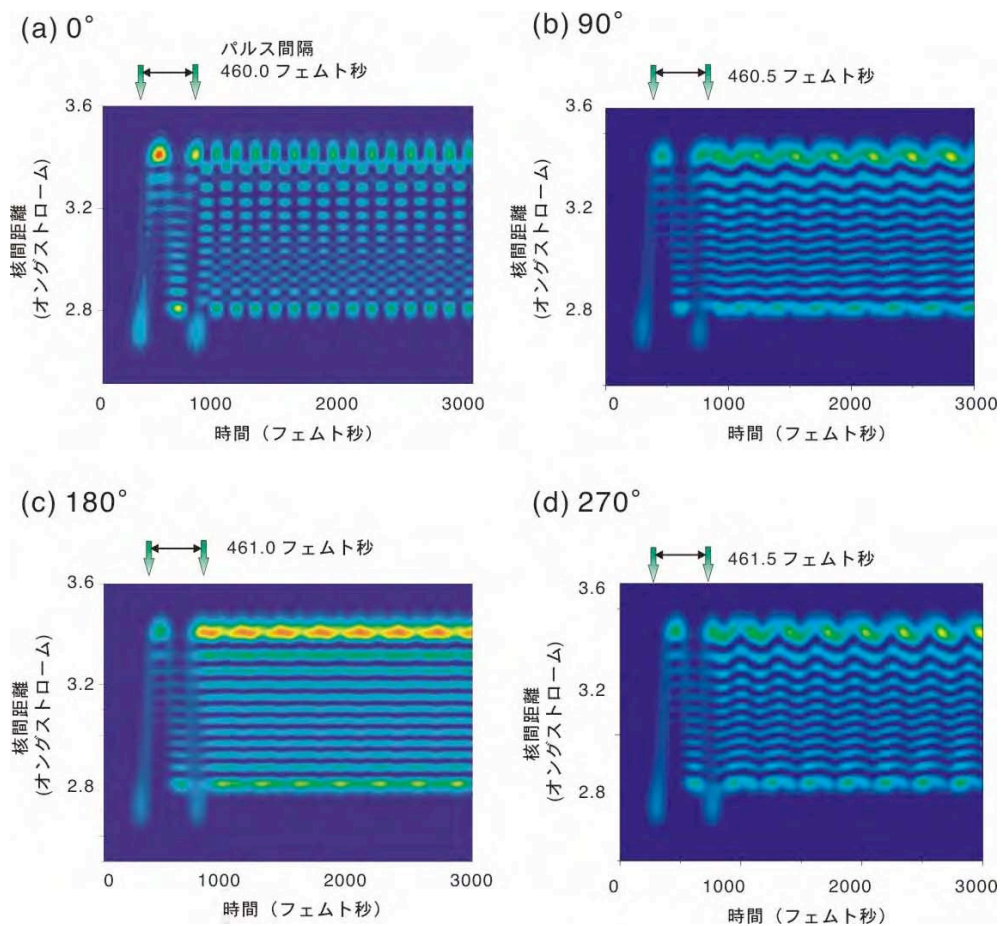 (a) 0°
パルス間隔
460.0 フェムト秒
3.6
3.2
2.8
核間距離
(オングストローム)
0
1000
2000
3000
時間（フェムト秒）
(b) 90°
460.5 フェムト秒
3.6
3.2
2.8
核間距離
(オングストローム)
0
1000
2000
3000
時間（フェムト秒）
(c) 180°
461.0 フェムト秒
3.6
3.2
2.8
核間距離
(オングストローム)
0
1000
2000
3000
時間（フェムト秒）
(d) 270°
461.5 フェムト秒
3.6
3.2
2.8
核間距離
(オングストローム)
0
1000
2000
3000
時間（フェムト秒）